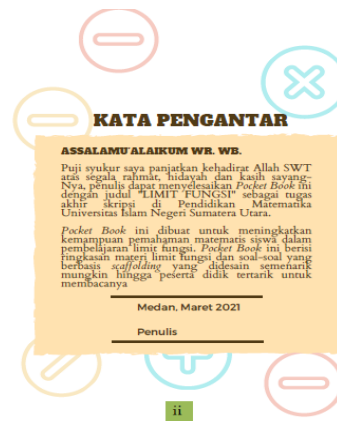 KATA PENGANTAR
ASSALAMU'ALAIKUM WR. WB.
Puji syukur saya panjatkan kehadirat Allah SWT
atas segala rahmat, hidayah dan kasih sayang-
Nya, penulis dapat menyelesaikan Pocket Book ini
dengan judul "LIMIT FUNGSI" sebagai tugas
akhir skripsi di Pendidikan Matematika
Universitas Islam Negeri Sumatera Utara.
Pocket Book ini dibuat untuk meningkatkan
kemampuan pemahaman matematis siswa dalam
pembelajaran limit fungsi. Pocket Book ini berisi
ringkasan materi limit fungsi dan soal-soal yang
berbasis scaffolding yang didesain semenarik
mungkin hingga peserta didik tertarik untuk
membacanya
Medan, Maret 2021
Penulis
ii